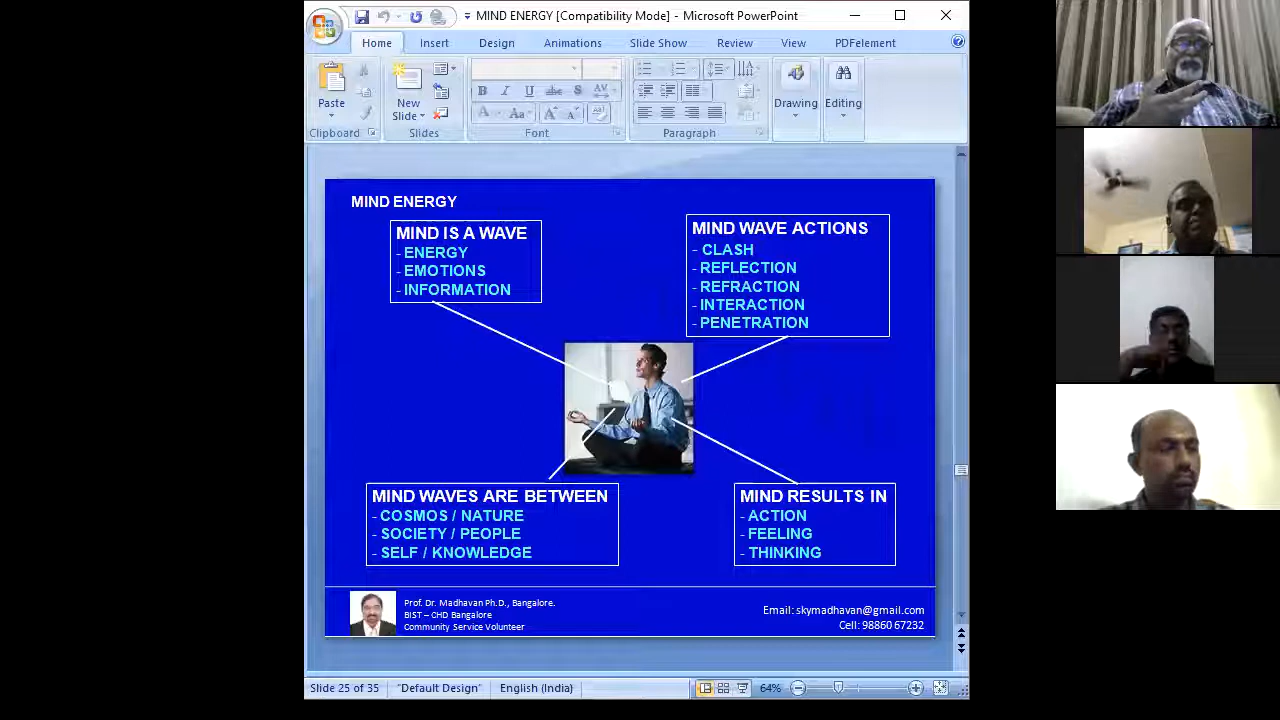 MIND ENERGY [Compatibility Mode] - Microsoft PowerPoint
Home Insert Design Animations Slide Show Review View PDFelement
Paste
New Slide
B I U abc S AV
A Aa A A
Drawing
Editing
Clipboard Slides Font Paragraph
MIND ENERGY
MIND IS A WAVE
- ENERGY
- EMOTIONS
- INFORMATION
MIND WAVE ACTIONS
- CLASH
- REFLECTION
- REFRACTION
- INTERACTION
- PENETRATION
MIND WAVES ARE BETWEEN
- COSMOS / NATURE
- SOCIETY / PEOPLE
- SELF / KNOWLEDGE
MIND RESULTS IN
- ACTION
- FEELING
- THINKING
Prof. Dr. Madhavan Ph.D., Bangalore.
BIST – CHD Bangalore
Community Service Volunteer
Email: skymadhavan@gmail.com
Cell: 98860 67232
Slide 25 of 35 "Default Design" English (India) 64%